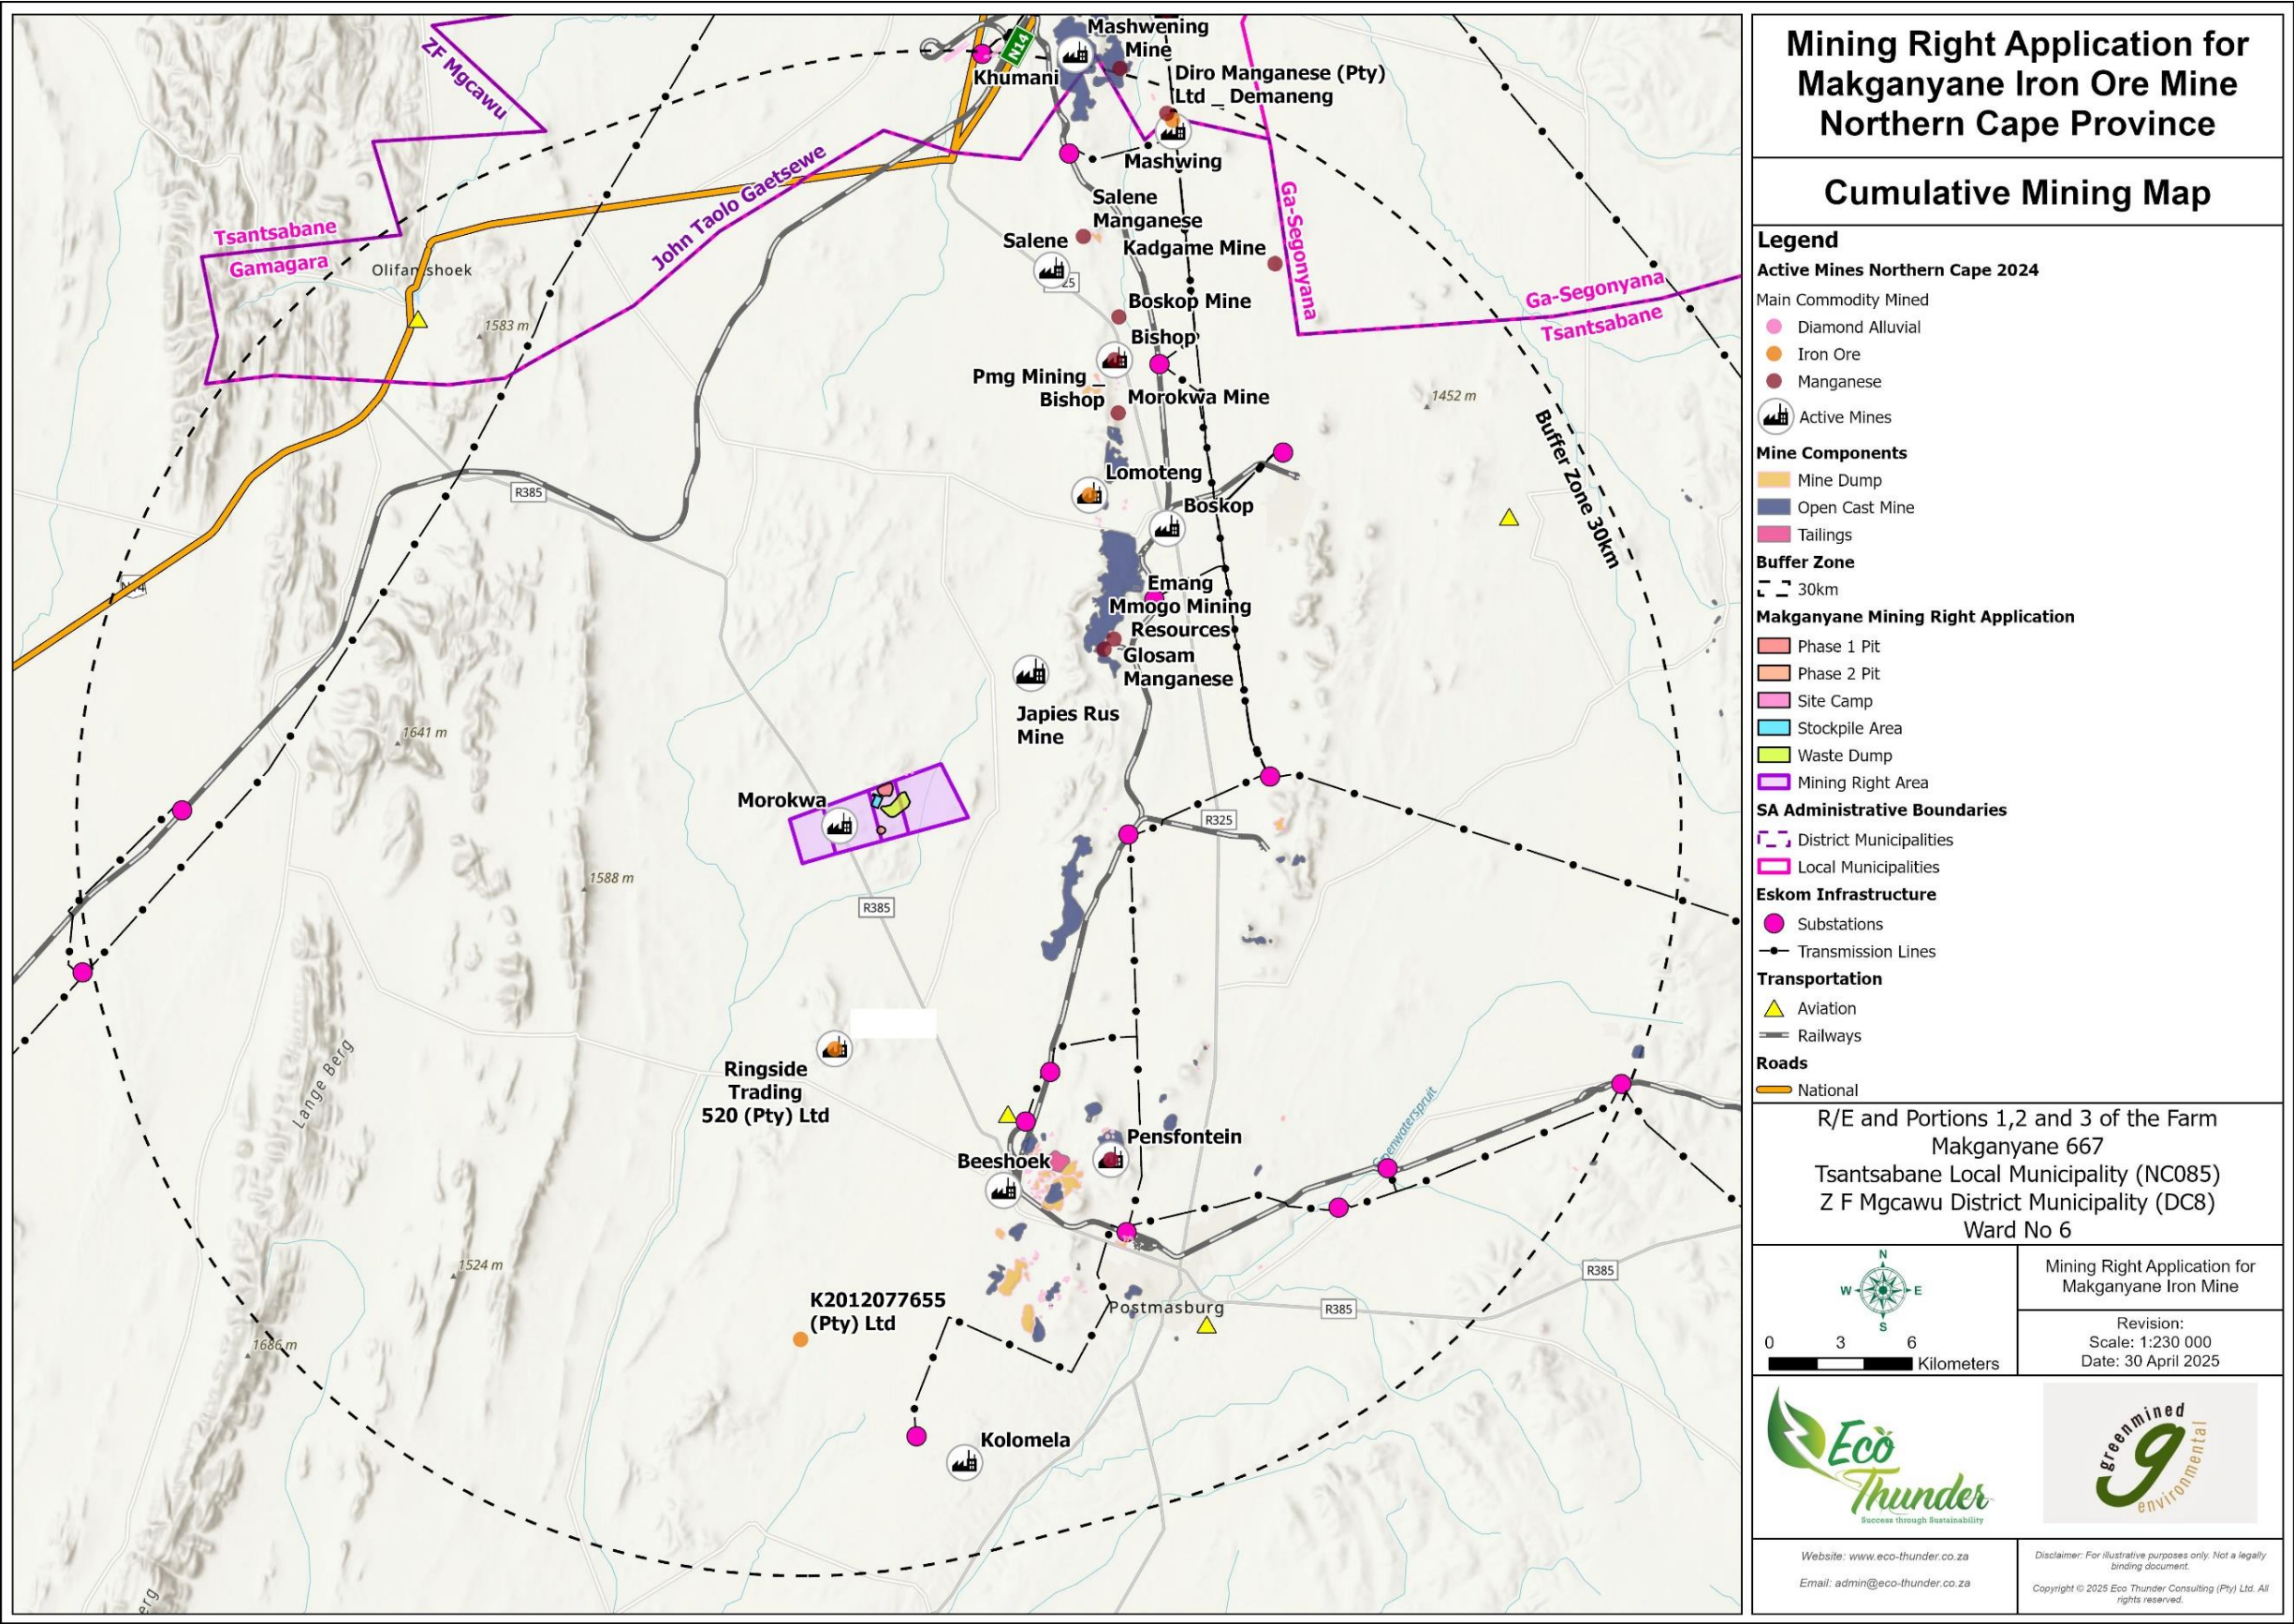 Mashwening
Mine
ZF Mgcawu
N14
Khumani
Diro Manganese (Pty)
Ltd _ Demaneng
Mashwing
John Taolo Gaetsewe
Salene
Manganese
Ga-Segonyana
Tsantsabane
Gamagara
Salene
Kadgame Mine
Olifantshoek
25
Ga-Segonyana
Tsantsabane
Boskop Mine
1583 m
Bishop
Pmg Mining _
Bishop
Morokwa Mine
1452 m
Buffer Zone 30km
Lomoteng
R385
Boskop
Emang
Mmogo Mining
Resources
Glosam
Manganese
Japies Rus
Mine
1641 m
Morokwa
R325
1588 m
R385
Lange Berg
Ringside
Trading
520 (Pty) Ltd
Pensfontein
Beeshoek
1524 m
R385
K2012077655
(Pty) Ltd
Postmasburg
R385
1686 m
Kolomela
erg
Mining Right Application for
Makganyane Iron Ore Mine
Northern Cape Province
Cumulative Mining Map
Legend
Active Mines Northern Cape 2024
Main Commodity Mined
Diamond Alluvial
Iron Ore
Manganese
Active Mines
Mine Components
Mine Dump
Open Cast Mine
Tailings
Buffer Zone
30km
Makganyane Mining Right Application
Phase 1 Pit
Phase 2 Pit
Site Camp
Stockpile Area
Waste Dump
Mining Right Area
SA Administrative Boundaries
District Municipalities
Local Municipalities
Eskom Infrastructure
Substations
Transmission Lines
Transportation
Aviation
Railways
Roads
National
R/E and Portions 1,2 and 3 of the Farm
Makganyane 667
Tsantsabane Local Municipality (NC085)
Z F Mgcawu District Municipality (DC8)
Ward No 6
N
W E
S
0 3 6
Kilometers
Mining Right Application for
Makganyane Iron Mine
Revision:
Scale: 1:230 000
Date: 30 April 2025
Eco
Thunder
Success through Sustainability
greenmined
g
environmental
Website: www.eco-thunder.co.za
Email: admin@eco-thunder.co.za
Disclaimer: For illustrative purposes only. Not a legally
binding document.
Copyright © 2025 Eco Thunder Consulting (Pty) Ltd. All
rights reserved.